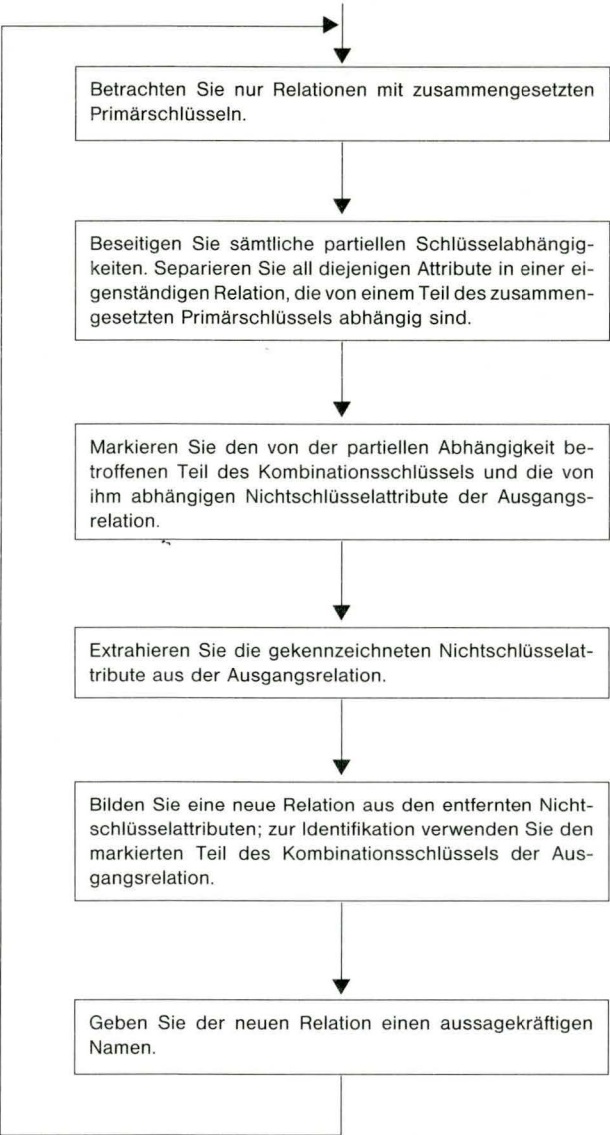 Betrachten Sie nur Relationen mit zusammengesetzten
Primärschlüsseln.
Beseitigen Sie sämtliche partiellen Schlüsselabhängig-
keiten. Separieren Sie all diejenigen Attribute in einer ei-
genständigen Relation, die von einem Teil des zusammen-
gesetzten Primärschlüssels abhängig sind.
Markieren Sie den von der partiellen Abhängigkeit be-
troffenen Teil des Kombinationsschlüssels und die von
ihm abhängigen Nichtschlüsselattribute der Ausgangs-
relation.
Extrahieren Sie die gekennzeichneten Nichtschlüsselat-
tribute aus der Ausgangsrelation.
Bilden Sie eine neue Relation aus den entfernten Nicht-
schlüsselattributen; zur Identifikation verwenden Sie den
markierten Teil des Kombinationsschlüssels der Aus-
gangsrelation.
Geben Sie der neuen Relation einen aussagekräftigen
Namen.